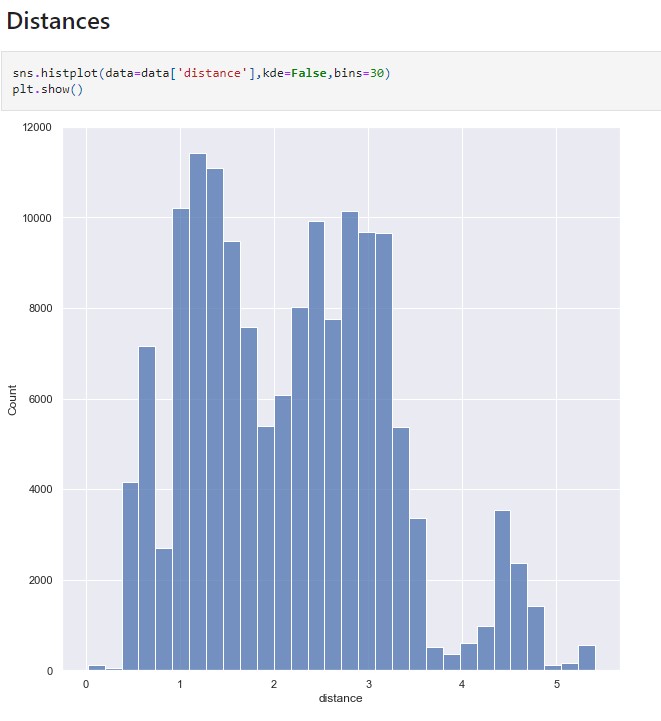 Distances
sns.histplot(data=data['distance'],kde=False,bins=30)
plt.show()
12000
10000
8000
6000
4000
2000
0
Count
0 1 2 3 4 5
distance